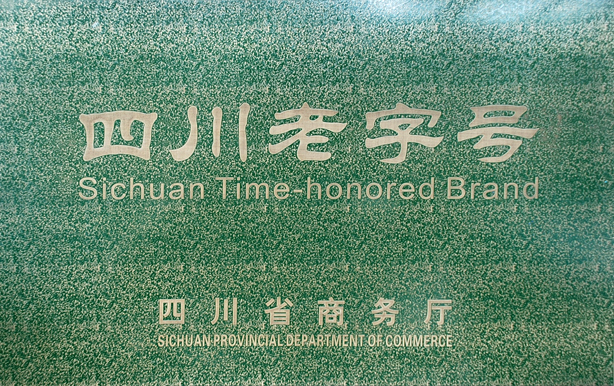 四川老字号
Sichuan Time-honored Brand
四川省商务厅
SICHUAN PROVINCIAL DEPARTMENT OF COMMERCE